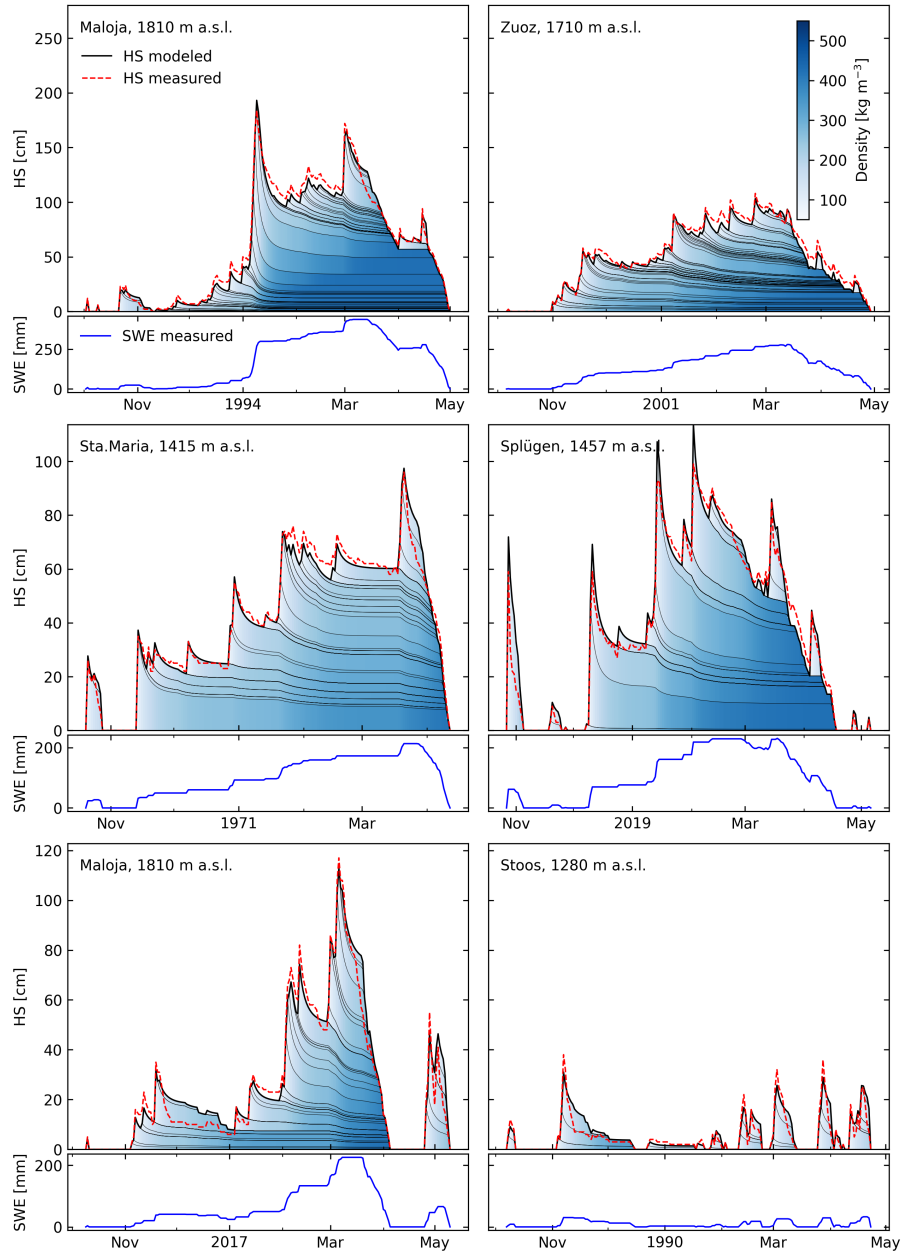 Maloja, 1810 m a.s.l.
HS modeled
HS measured
HS [cm]
250
200
150
100
50
0
SWE measured
SWE [mm]
250
0
Nov
1994
Mar
May
Zuoz, 1710 m a.s.l.
500
400
300
200
100
Density [kg m⁻³]
Nov
2001
Mar
May
Sta.Maria, 1415 m a.s.l.
HS [cm]
100
80
60
40
20
0
SWE [mm]
200
0
Nov
1971
Mar
Splügen, 1457 m a.s.l.
Nov
2019
Mar
May
Maloja, 1810 m a.s.l.
HS [cm]
120
100
80
60
40
20
0
SWE [mm]
200
0
Nov
2017
Mar
May
Stoos, 1280 m a.s.l.
Nov
1990
Mar
May